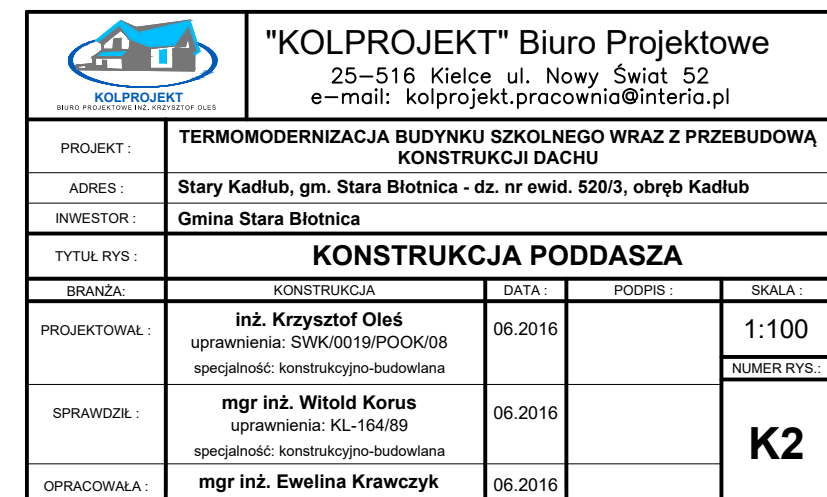 KOLPROJEKT
BIURO PROJEKTOWE INŻ. KRZYSZTOF OLEŚ
"KOLPROJEKT" Biuro Projektowe
25-516 Kielce ul. Nowy Świat 52
e-mail: kolprojekt.pracownia@interia.pl
PROJEKT :
TERMOMODERNIZACJA BUDYNKU SZKOLNEGO WRAZ Z PRZEBUDOWĄ
KONSTRUKCJI DACHU
ADRES :
Stary Kadłub, gm. Stara Błotnica - dz. nr ewid. 520/3, obręb Kadłub
INWESTOR :
Gmina Stara Błotnica
TYTUŁ RYS :
KONSTRUKCJA PODDASZA
BRANŻA: KONSTRUKCJA DATA : PODPIS : SKALA :
PROJEKTOWAŁ :
inż. Krzysztof Oleś
uprawnienia: SWK/0019/POOK/08
specjalność: konstrukcyjno-budowlana
06.2016
1:100
NUMER RYS.:
SPRAWDZIŁ :
mgr inż. Witold Korus
uprawnienia: KL-164/89
specjalność: konstrukcyjno-budowlana
06.2016
K2
OPRACOWAŁA :
mgr inż. Ewelina Krawczyk
06.2016